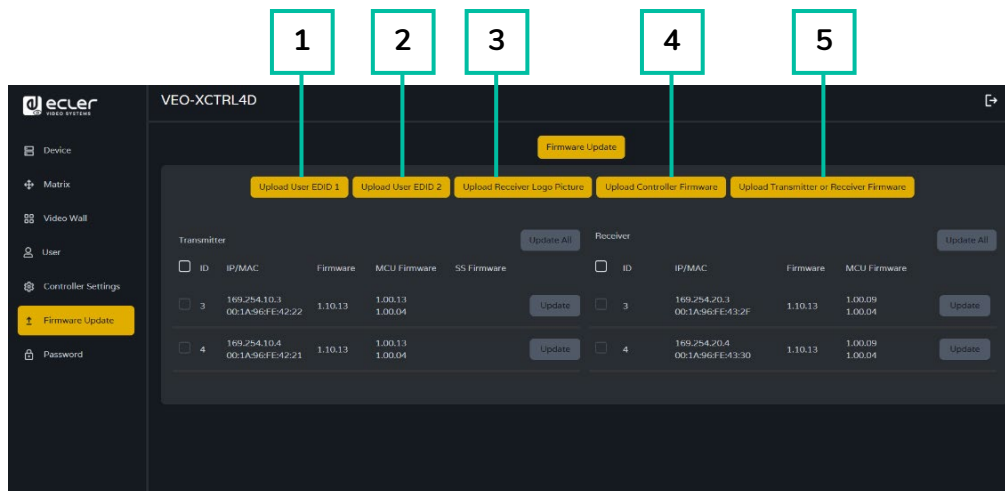 1 2 3 4 5
ecler
VIDEO SYSTEMS
VEO-XCTRL4D
Device
Matrix
Video Wall
User
Controller Settings
Firmware Update
Password
Firmware Update
Upload User EDID 1 Upload User EDID 2 Upload Receiver Logo Picture Upload Controller Firmware Upload Transmitter or Receiver Firmware
Transmitter Update All
ID IP/MAC Firmware MCU Firmware SS Firmware
3 169.254.10.3 1.10.13 1.00.13 Update
00:1A:96:FE:42:22 1.00.04
4 169.254.10.4 1.10.13 1.00.13 Update
00:1A:96:FE:42:21 1.00.04
Receiver Update All
ID IP/MAC Firmware MCU Firmware
3 169.254.20.3 1.10.13 1.00.09 Update
00:1A:96:FE:43:2F 1.00.04
4 169.254.20.4 1.10.13 1.00.09 Update
00:1A:96:FE:43:30 1.00.04